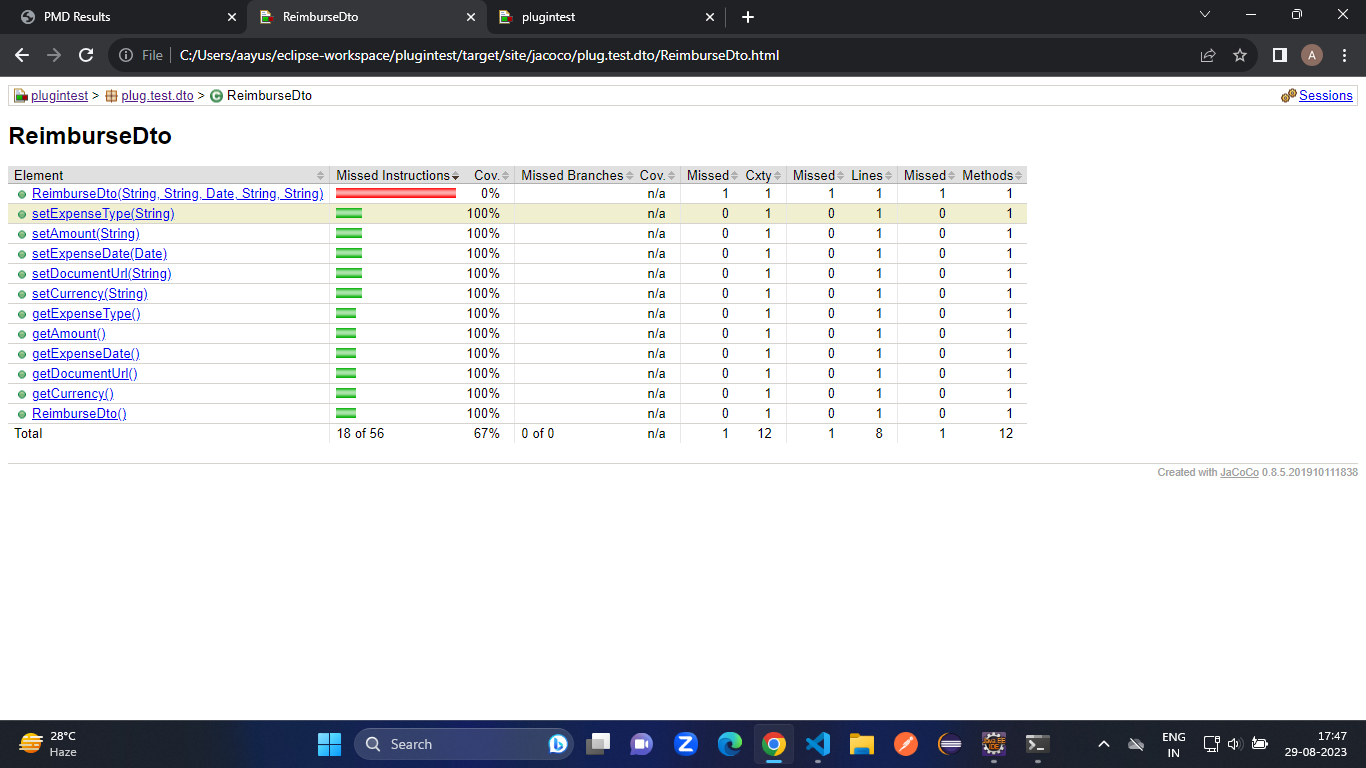 PMD Results
ReimburseDto
plugintest
File
C:/Users/aayus/eclipse-workspace/plugintest/target/site/jacoco/plug.test.dto/ReimburseDto.html
A
plugintest > plug.test.dto > ReimburseDto
Sessions
ReimburseDto
Element Missed Instructions Cov. Missed Branches Cov. Missed Cxty Missed Lines Missed Methods
ReimburseDto(String, String, Date, String, String) 0% n/a 1 1 1 1 1 1
setExpenseType(String) 100% n/a 0 1 0 1 0 1
setAmount(String) 100% n/a 0 1 0 1 0 1
setExpenseDate(Date) 100% n/a 0 1 0 1 0 1
setDocumentUrl(String) 100% n/a 0 1 0 1 0 1
setCurrency(String) 100% n/a 0 1 0 1 0 1
getExpenseType() 100% n/a 0 1 0 1 0 1
getAmount() 100% n/a 0 1 0 1 0 1
getExpenseDate() 100% n/a 0 1 0 1 0 1
getDocumentUrl() 100% n/a 0 1 0 1 0 1
getCurrency() 100% n/a 0 1 0 1 0 1
ReimburseDto() 100% n/a 0 1 0 1 0 1
Total 18 of 56 67% 0 of 0 n/a 1 12 1 8 1 12
Created with JaCoCo 0.8.5.201910111838
28°C
Haze
Search
ENG
IN
17:47
29-08-2023